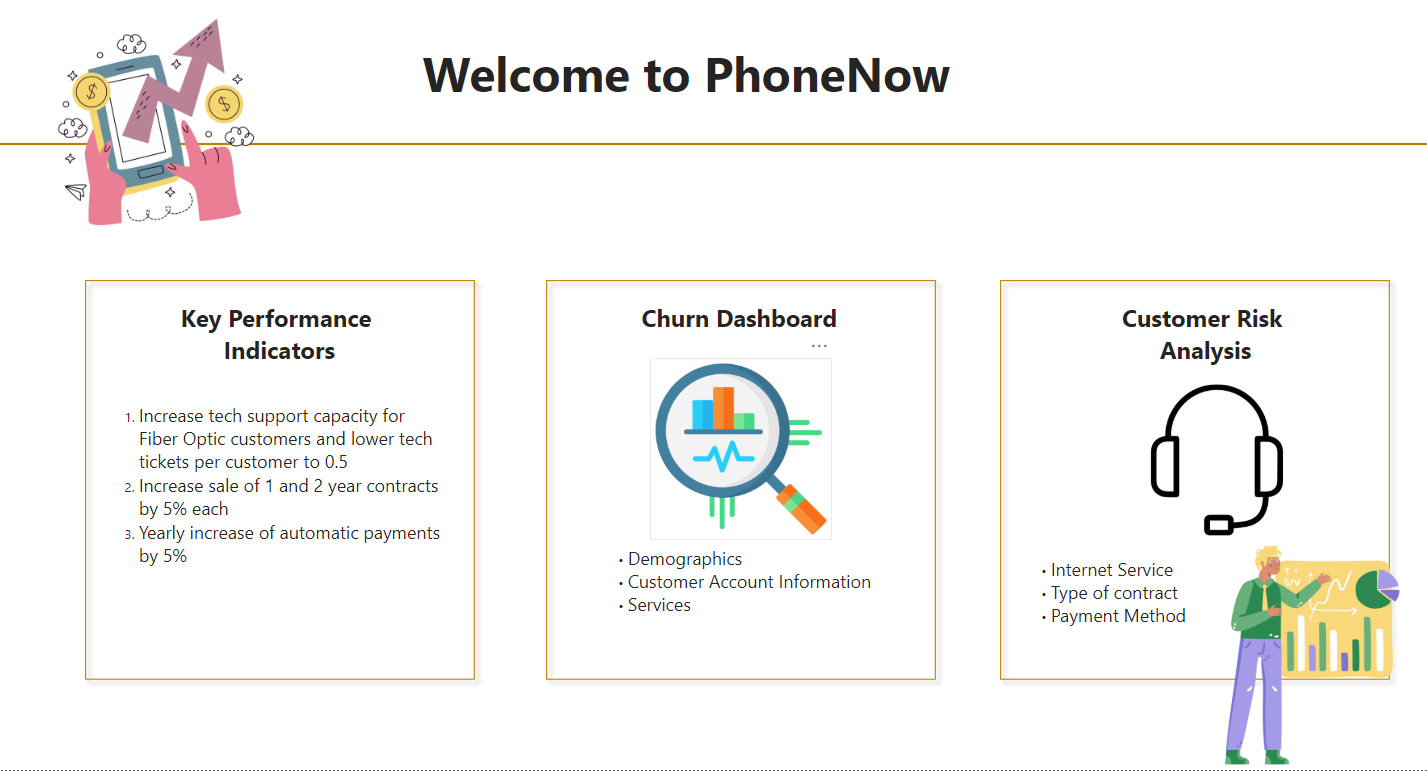 Welcome to PhoneNow
Key Performance
Indicators
1. Increase tech support capacity for
Fiber Optic customers and lower tech
tickets per customer to 0.5
2. Increase sale of 1 and 2 year contracts
by 5% each
3. Yearly increase of automatic payments
by 5%
Churn Dashboard
...
$
$
• Demographics
• Customer Account Information
• Services
Customer Risk
Analysis
• Internet Service
• Type of contract
• Payment Method
S/V